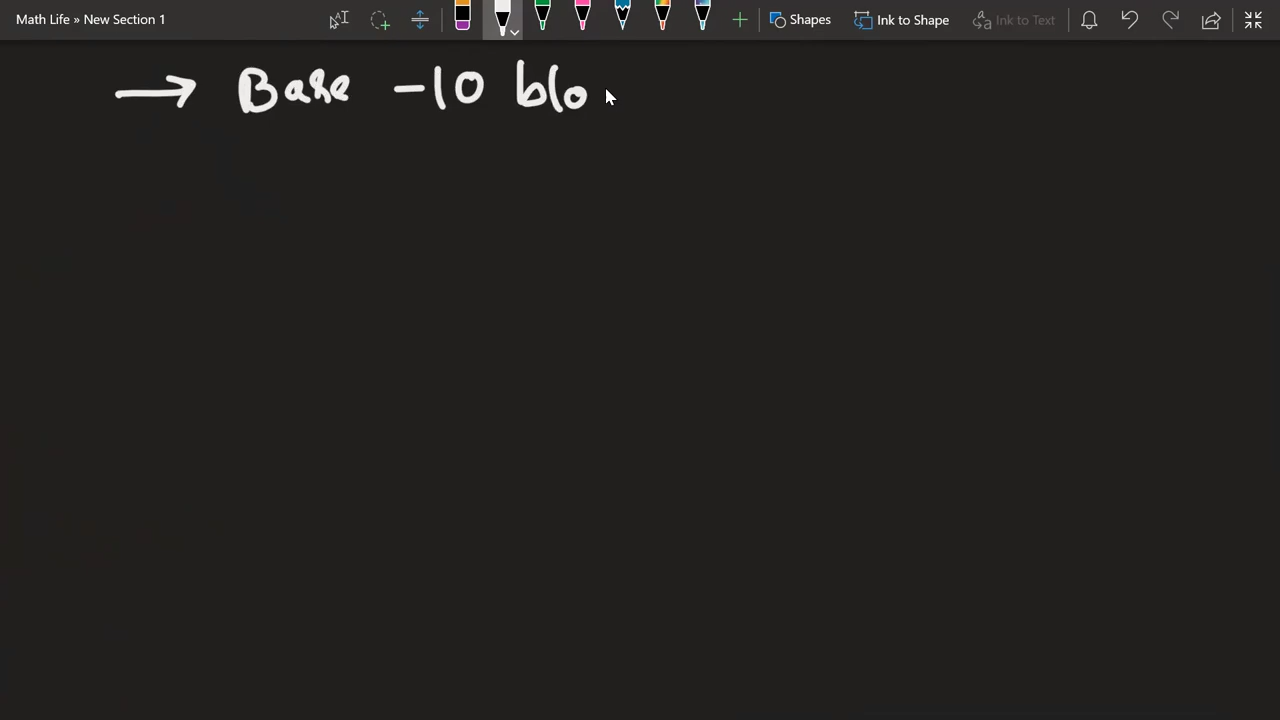 Math Life » New Section 1 Shapes Ink to Shape Ink to Text
→ Base -10 blo